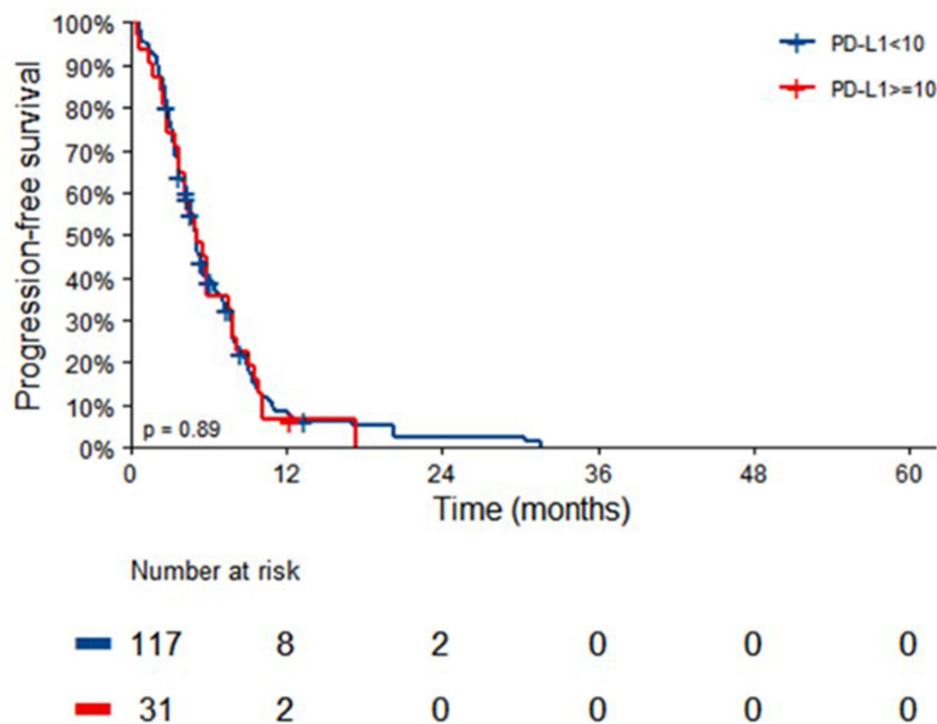 100%
90%
80%
70%
60%
50%
40%
30%
20%
10%
0%
Progression-free survival
PD-L1<10
PD-L1>=10
p = 0.89
0 12 24 36 48 60
Time (months)
Number at risk
117 8 2 0 0 0
31 2 0 0 0 0